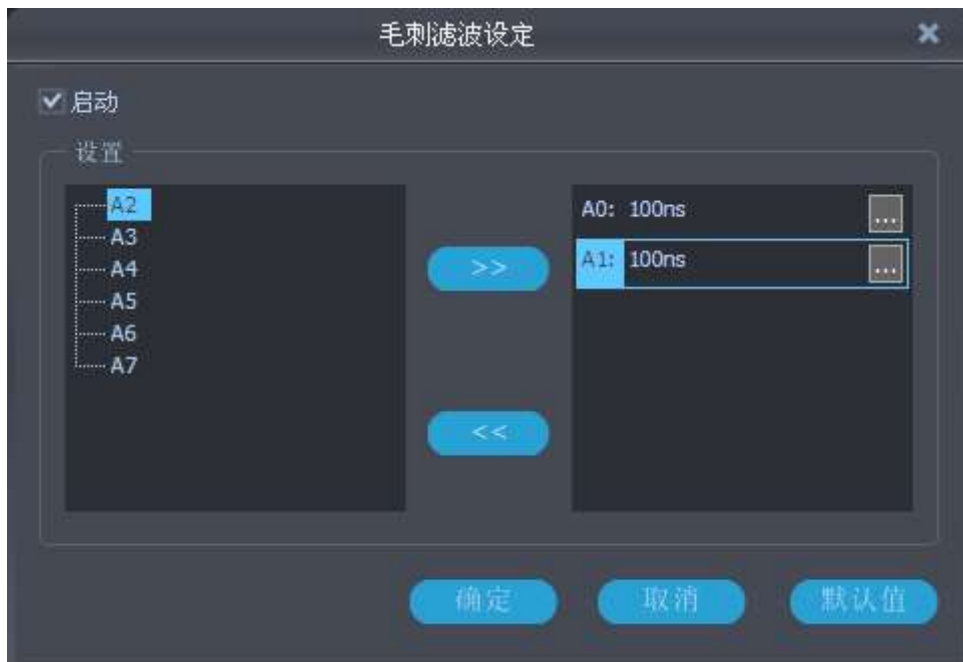 毛刺滤波设定
启动
设置
A2
A3
A4
A5
A6
A7
>>
<<
A0: 100ns ...
A1: 100ns ...
确定 取消 默认值